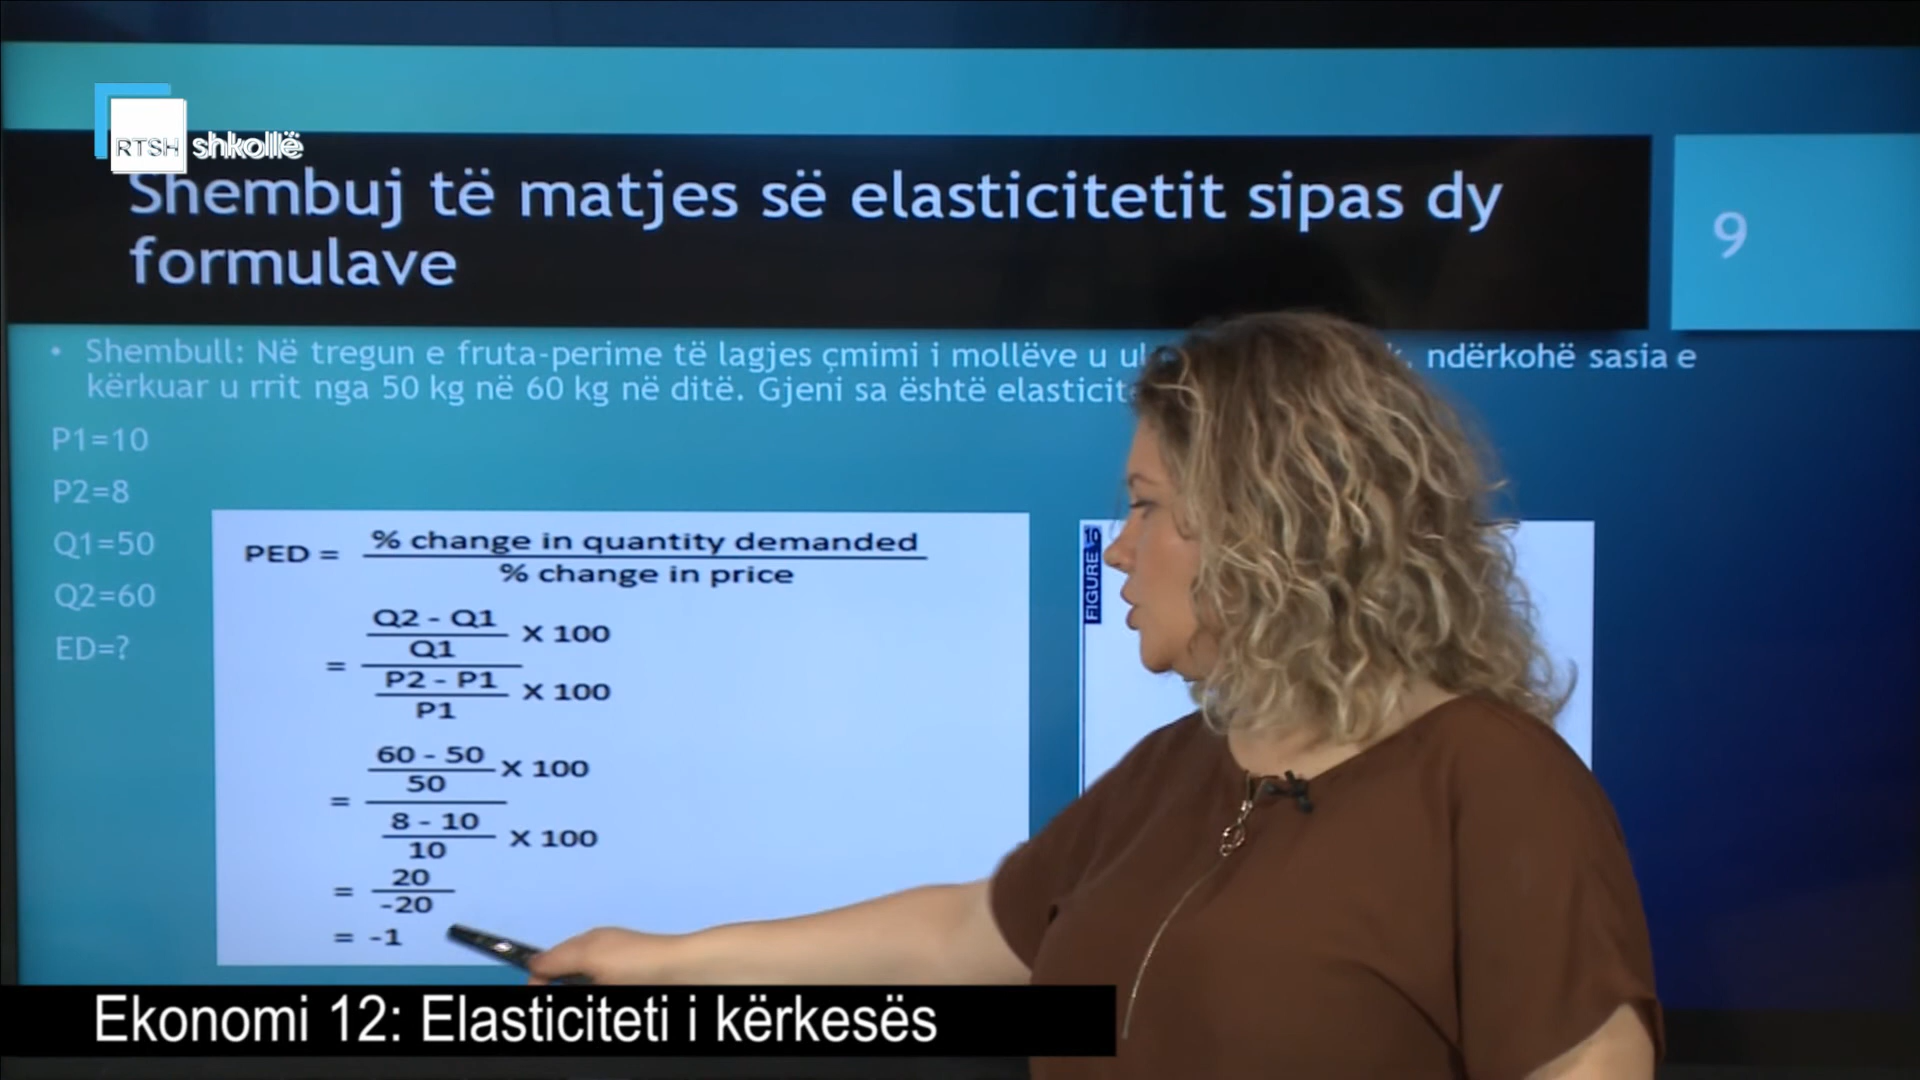 RTSH shkollë
Shembuj të matjes së elasticitetit sipas dy
formulave
9
• Shembull: Në tregun e fruta-perime të lagjes çmimi i mollëve u ndërkohë sasia e
kërkuar u rrit nga 50 kg në 60 kg në ditë. Gjeni sa është
P1=10
P2=8
Q1=50
Q2=60
ED=?
PED = % change in quantity demanded
% change in price
Q2 - Q1
Q1
X 100
=
P2 - P1
P1
X 100
60 - 50
50
X 100
=
8 - 10
10
X 100
= 20
-20
= -1
FIGURE
Ekonomi 12: Elasticiteti i kërkesës